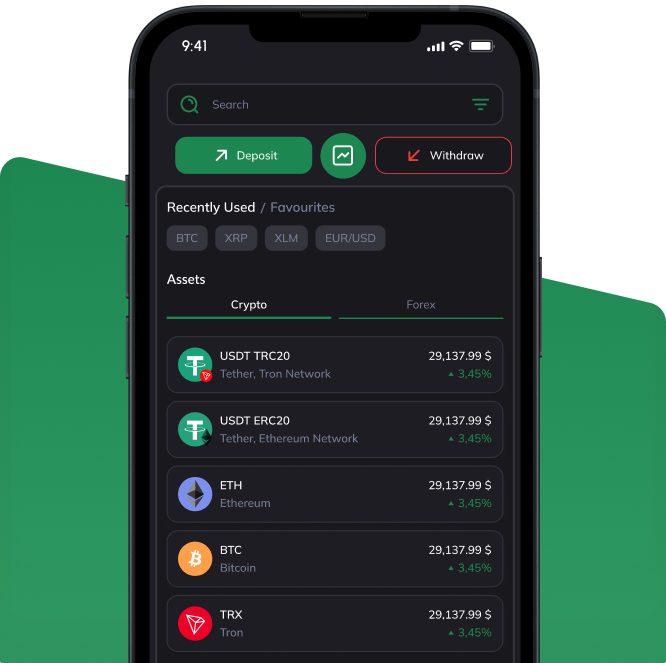 9:41
Search
Deposit
Withdraw
Recently Used / Favourites
BTC XRP XLM EUR/USD
Assets
Crypto Forex
USDT TRC20 29,137.99 $
Tether, Tron Network 3,45%
USDT ERC20 29,137.99 $
Tether, Ethereum Network 3,45%
ETH 29,137.99 $
Ethereum 3,45%
BTC 29,137.99 $
Bitcoin 3,45%
TRX 29,137.99 $
Tron 3,45%